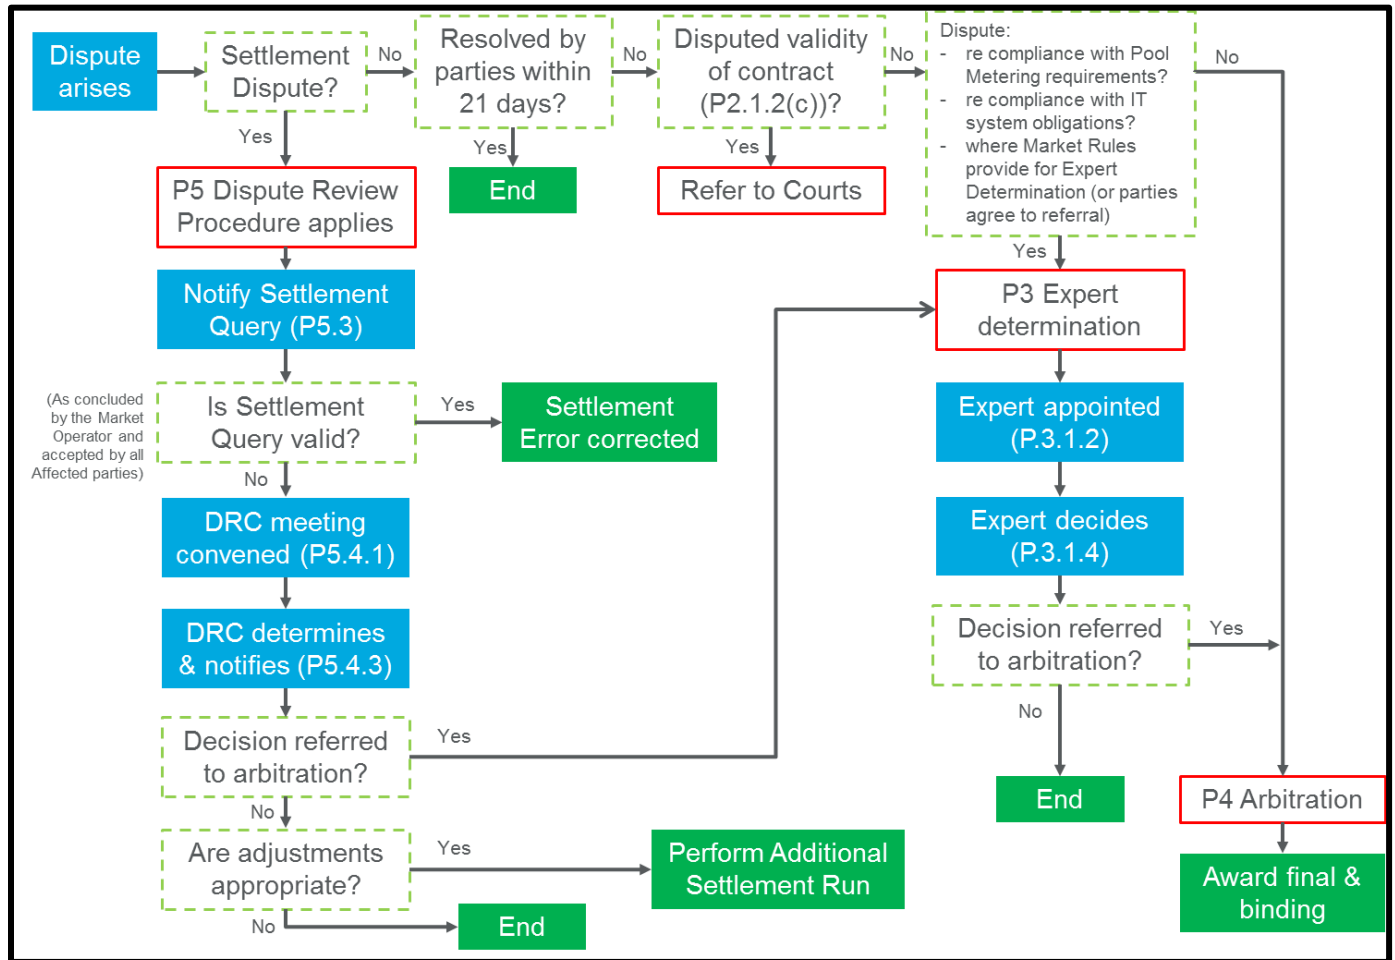 Dispute
arises
Settlement
Dispute?
No
Yes
Resolved by
parties within
21 days?
No
Yes
End
Disputed validity
of contract
(P2.1.2(c))?
No
Yes
Refer to Courts
Dispute:
- re compliance with Pool
Metering requirements?
- re compliance with IT
system obligations?
- where Market Rules
provide for Expert
Determination (or parties
agree to referral)
No
Yes
P5 Dispute Review
Procedure applies
Notify Settlement
Query (P5.3)
(As concluded
by the Market
Operator and
accepted by all
Affected parties)
Is Settlement
Query valid?
Yes
Settlement
Error corrected
No
DRC meeting
convened (P5.4.1)
DRC determines
& notifies (P5.4.3)
Decision referred
to arbitration?
Yes
No
Are adjustments
appropriate?
Yes
Perform Additional
Settlement Run
No
End
P3 Expert
determination
Expert appointed
(P.3.1.2)
Expert decides
(P.3.1.4)
Decision referred
to arbitration?
Yes
No
End
P4 Arbitration
Award final &
binding